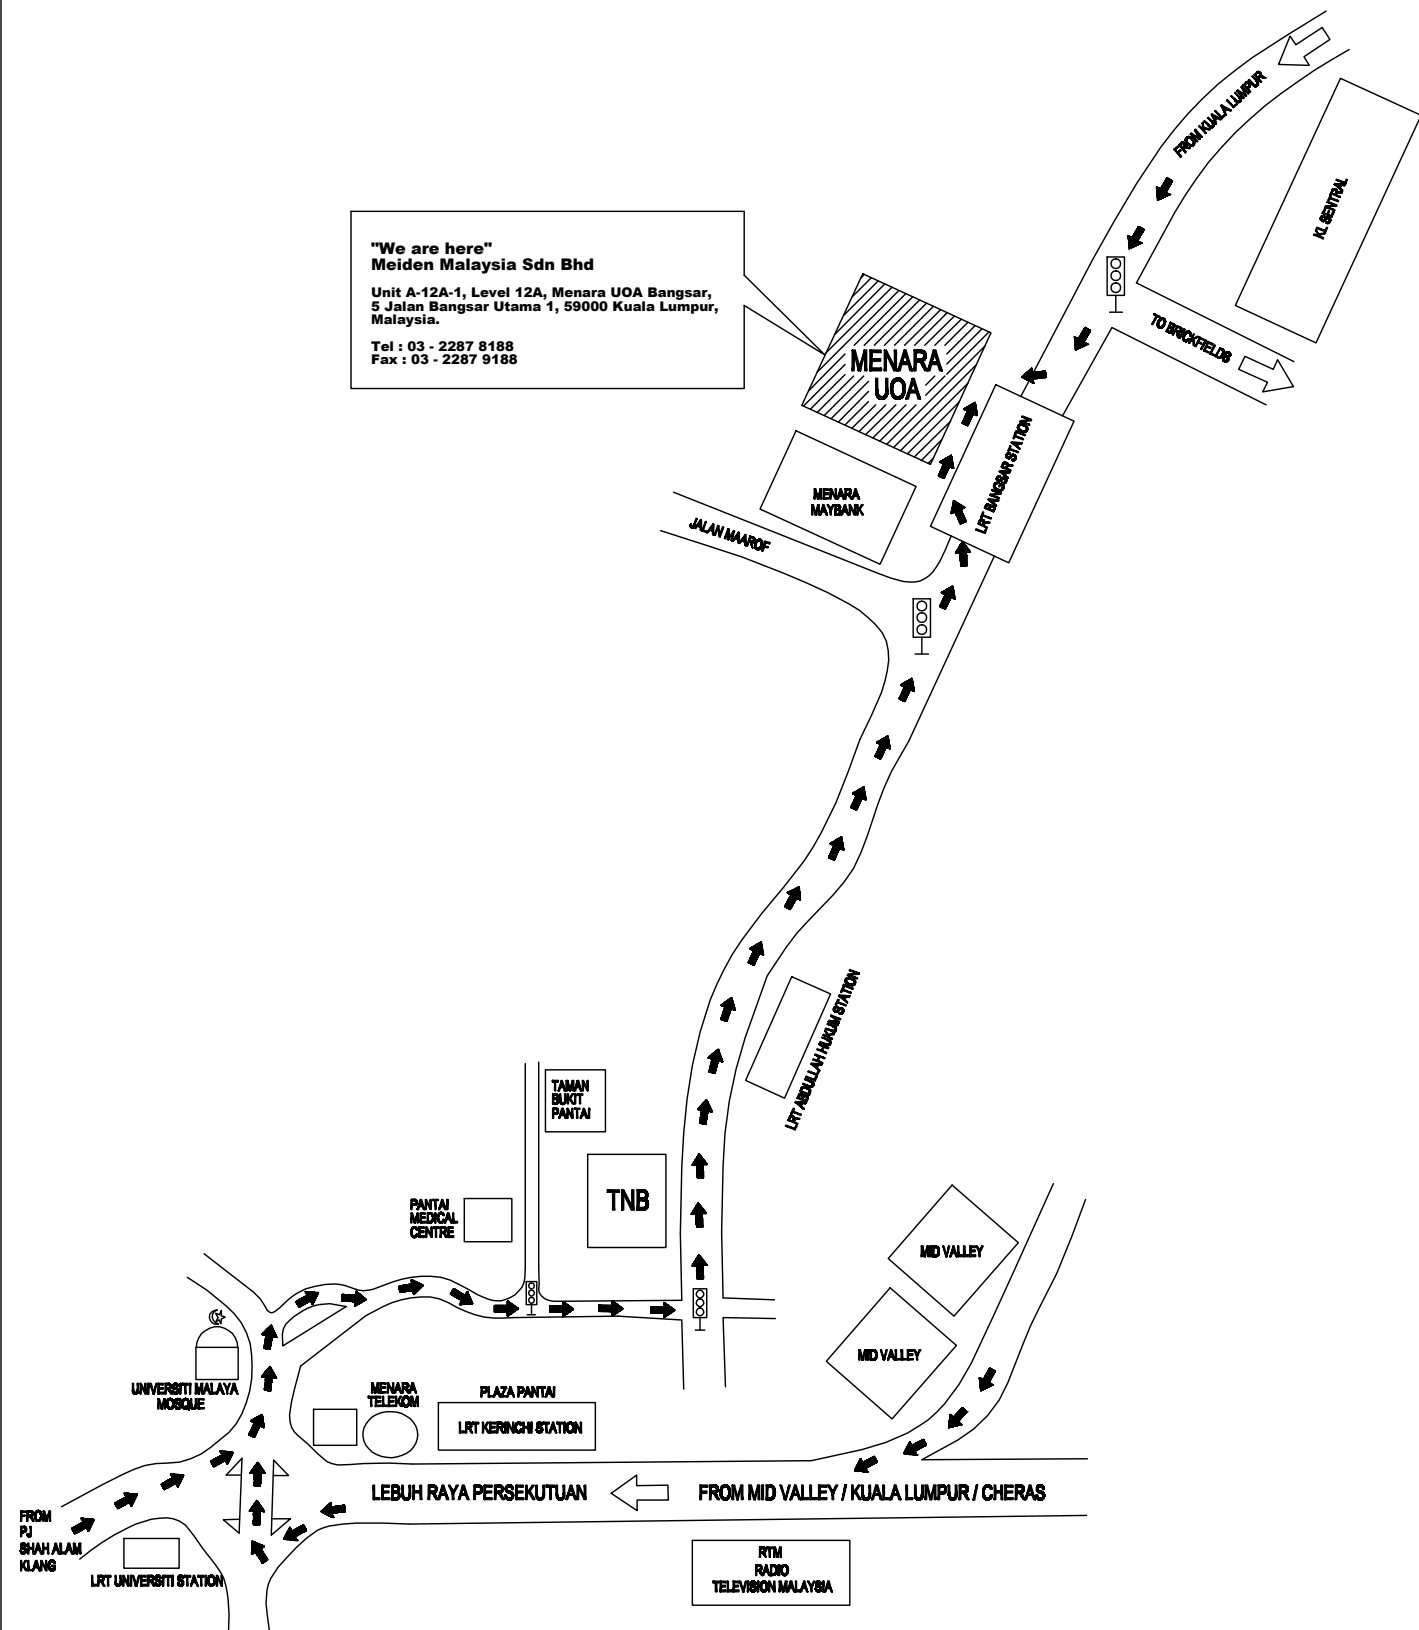 FROM KUALA LUMPUR
KL SENTRAL
"We are here"
Meiden Malaysia Sdn Bhd
Unit A-12A-1, Level 12A, Menara UOA Bangsar,
5 Jalan Bangsar Utama 1, 59000 Kuala Lumpur,
Malaysia.
Tel : 03 - 2287 8188
Fax : 03 - 2287 9188
TO BRICKFIELDS
MENARA
UOA
LRT BANGSAR STATION
MENARA
MAYBANK
JALAN MAAROF
LRT ABDULLAH HUKUM STATION
TAMAN
BUKIT
PANTAI
TNB
PANTAI
MEDICAL
CENTRE
MID VALLEY
MID VALLEY
UNIVERSITI MALAYA
MOSQUE
MENARA
TELEKOM
PLAZA PANTAI
LRT KERINCHI STATION
LEBUH RAYA PERSEKUTUAN
FROM MID VALLEY / KUALA LUMPUR / CHERAS
FROM
PJ
SHAH ALAM
KLANG
LRT UNIVERSITI STATION
RTM
RADIO
TELEVISION MALAYSIA